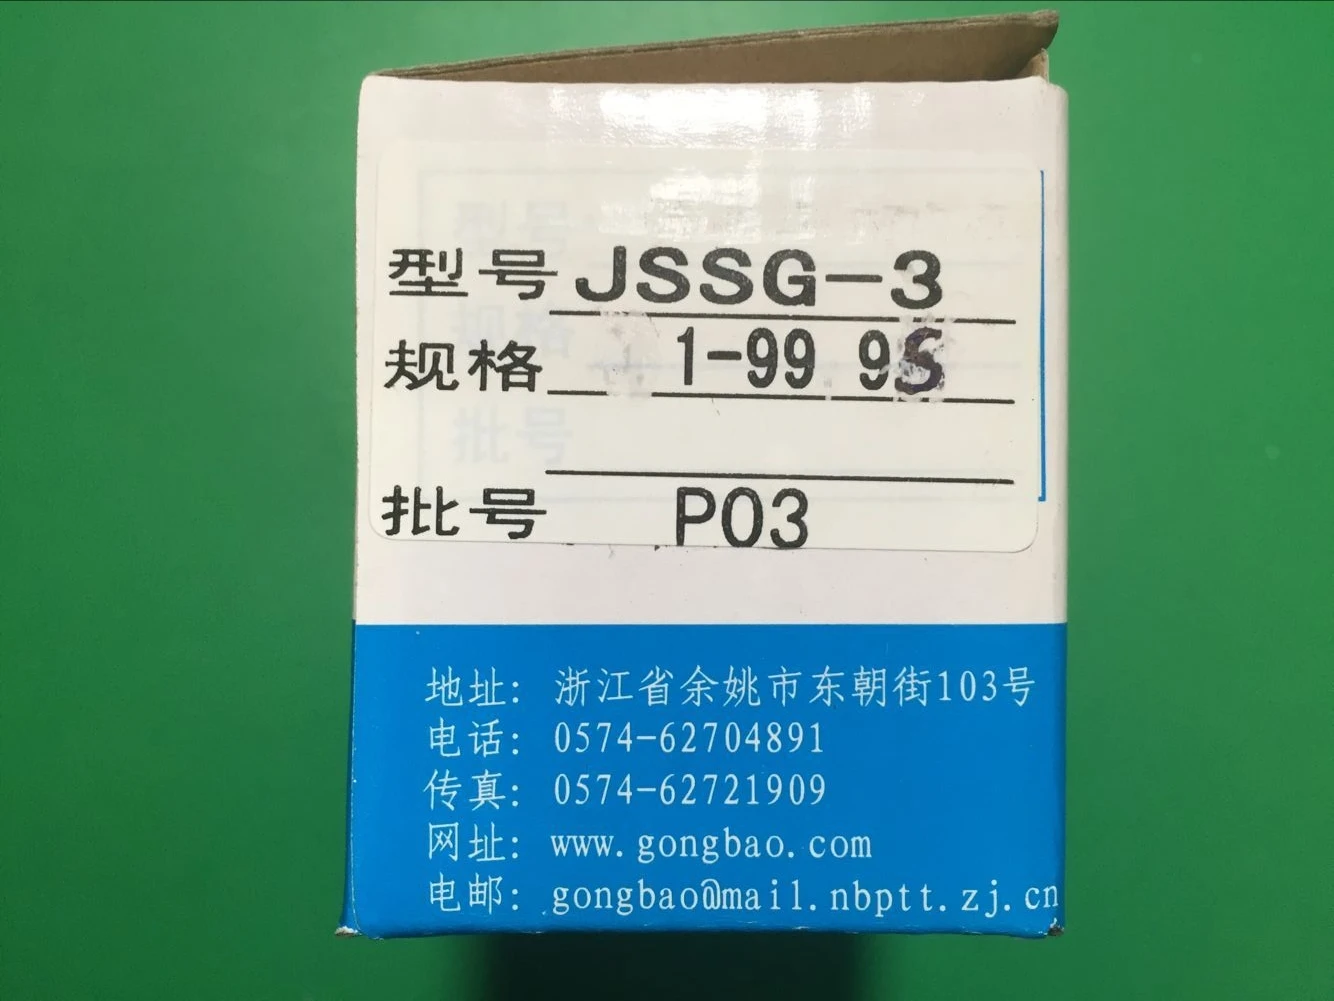 型号 JSSG-3
规格 1-99 9S
批号 P03
地址: 浙江省余姚市东朝街103号
电话: 0574-62704891
传真: 0574-62721909
网址: www.gongbao.com
电邮: gongbao@mail.nbptt.zj.cn